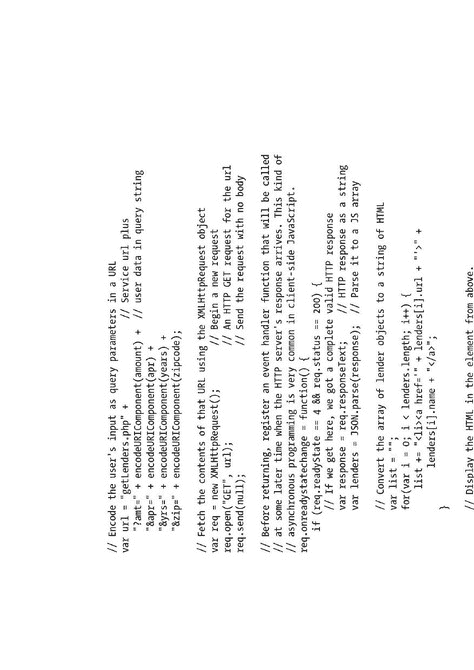 // Encode the user's input as query parameters in a URL
var url = "getLenders.php" +                // Service url plus
    "?amt=" + encodeURIComponent(amount) +  // user data in query string
    "&apr=" + encodeURIComponent(apr) +
    "&yrs=" + encodeURIComponent(years) +
    "&zip=" + encodeURIComponent(zipcode);
// Fetch the contents of that URL using the XMLHttpRequest object
var req = new XMLHttpRequest();        // Begin a new request
req.open("GET", url);                  // An HTTP GET request for the url
req.send(null);                        // Send the request with no body
// Before returning, register an event handler function that will be called
// at some later time when the HTTP server's response arrives. This kind of
// asynchronous programming is very common in client-side JavaScript.
req.onreadystatechange = function() {
    if (req.readyState == 4 && req.status == 200) {
        // If we get here, we got a complete valid HTTP response
        var response = req.responseText;     // HTTP response as a string
        var lenders = JSON.parse(response);  // Parse it to a JS array
        // Convert the array of lender objects to a string of HTML
        var list = "";
        for(var i = 0; i < lenders.length; i++) {
            list += "<li><a href='" + lenders[i].url + "'>" +
                lenders[i].name + "</a>";
        }
        // Display the HTML in the element from above.